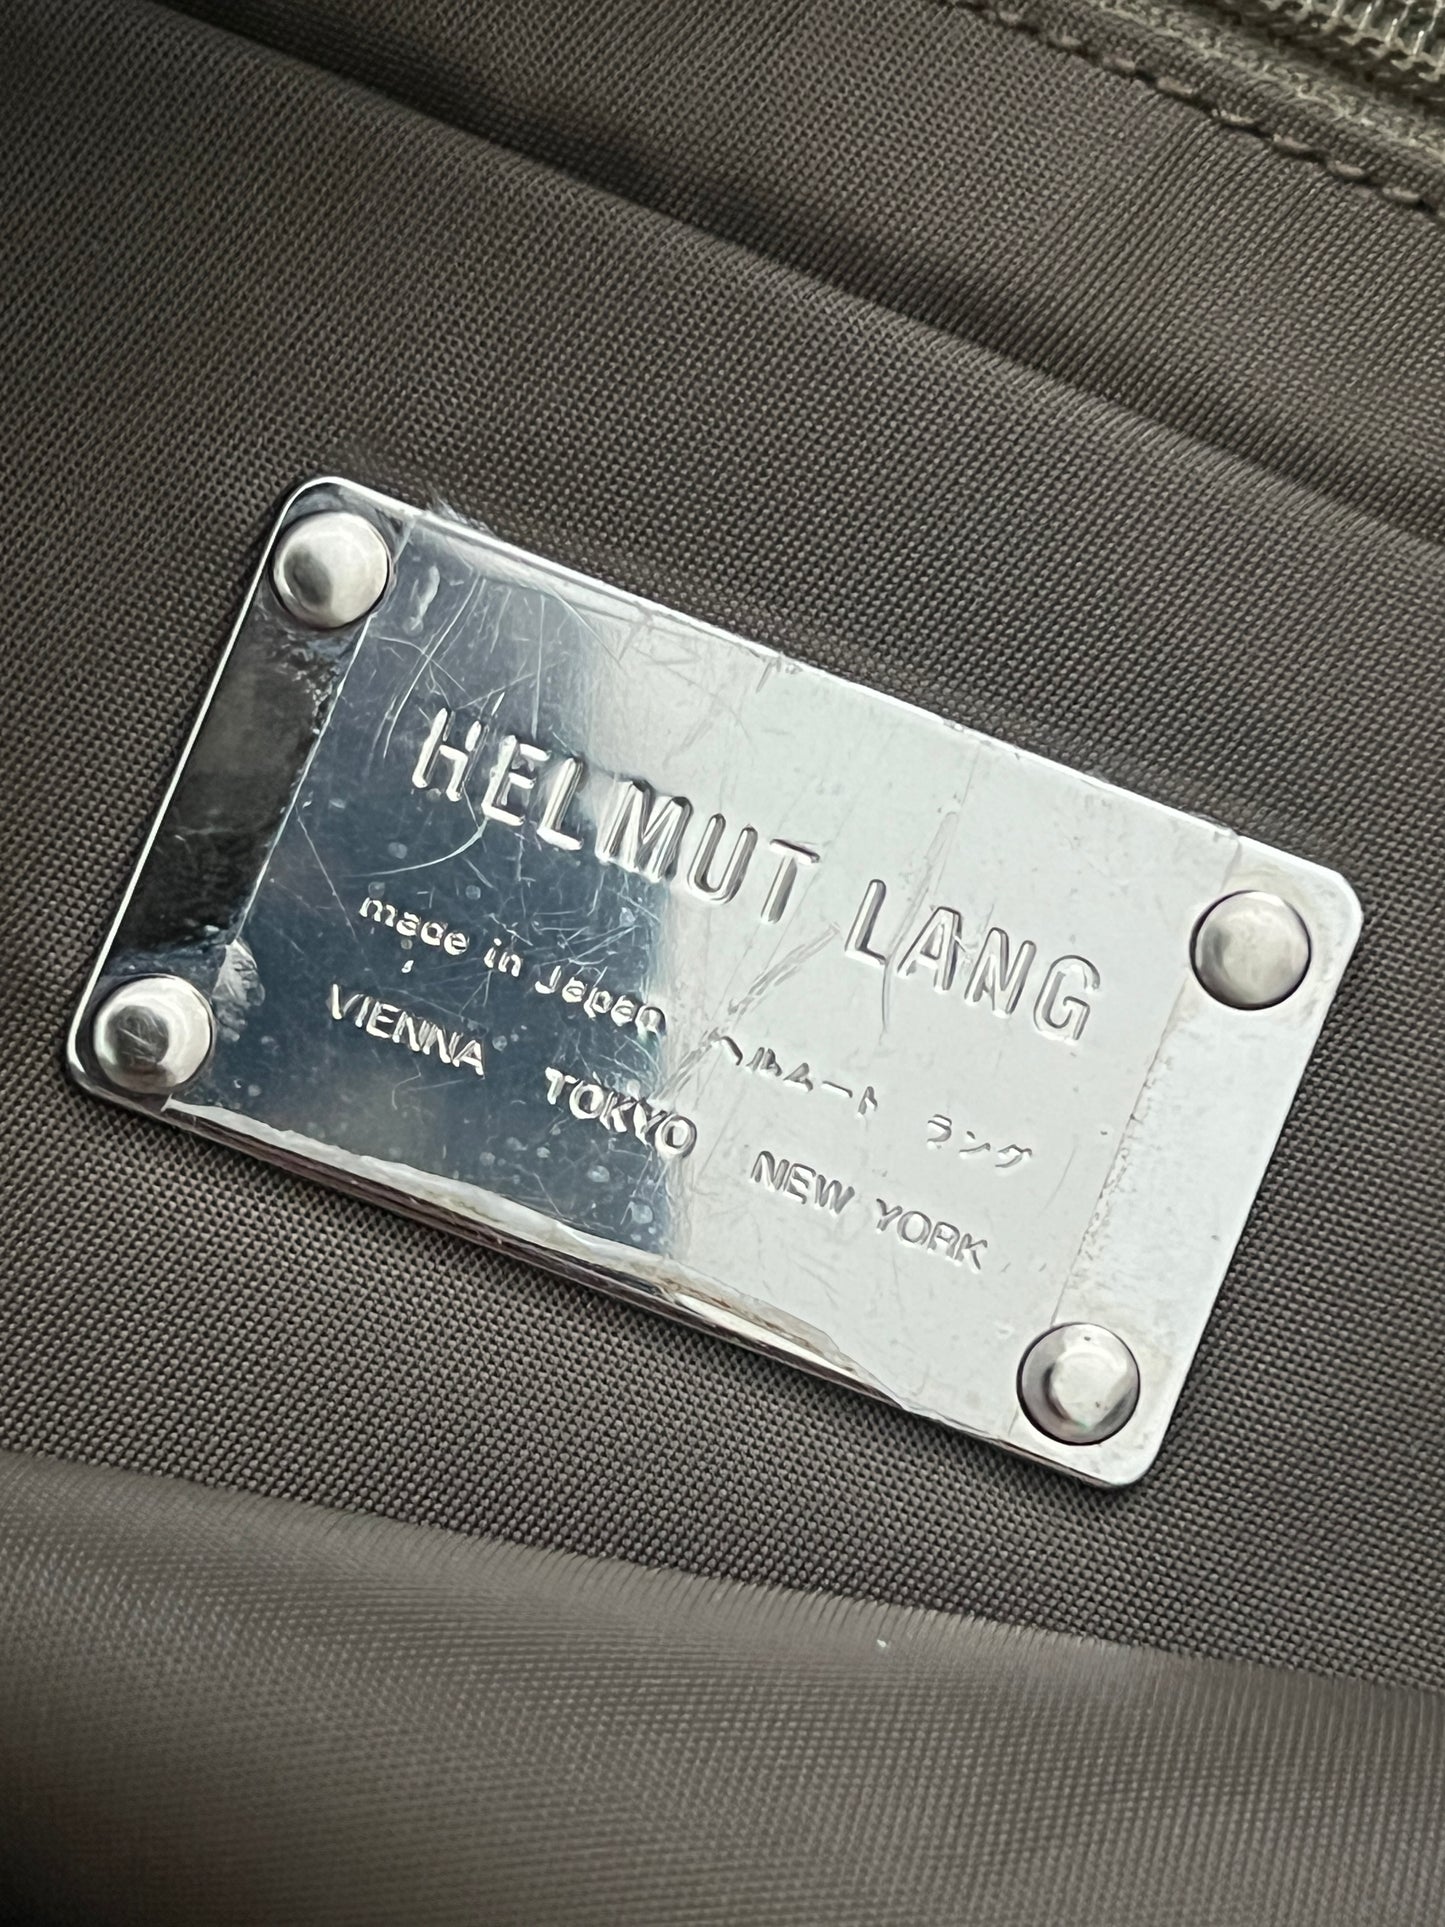 HELMUT LANG
made in Japan ヘルムート ラング
VIENNA TOKYO NEW YORK